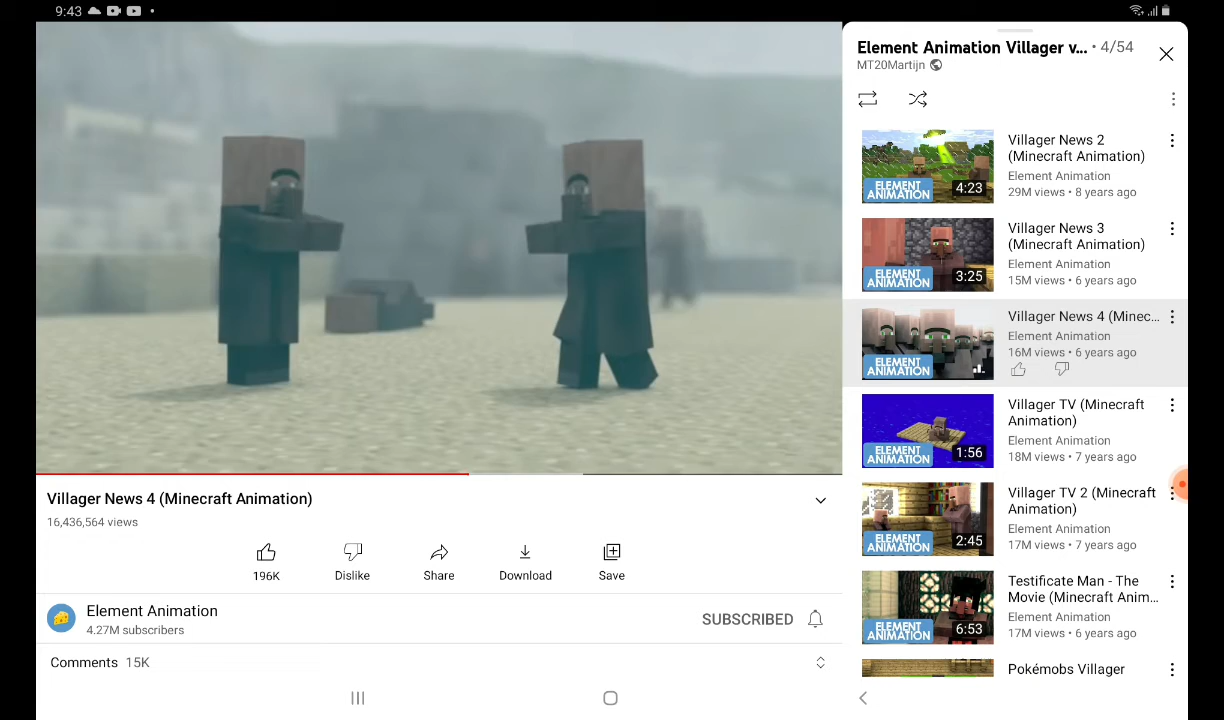 9:43
Element Animation Villager v... • 4/54
MT20Martijn
Villager News 2
(Minecraft Animation)
Element Animation
29M views • 8 years ago
ELEMENT
ANIMATION
4:23
Villager News 3
(Minecraft Animation)
Element Animation
15M views • 6 years ago
ELEMENT
ANIMATION
3:25
Villager News 4 (Minec...
Element Animation
16M views • 6 years ago
ELEMENT
ANIMATION
Villager TV (Minecraft
Animation)
Element Animation
18M views • 7 years ago
ELEMENT
ANIMATION
1:56
Villager TV 2 (Minecraft
Animation)
Element Animation
17M views • 7 years ago
ELEMENT
ANIMATION
2:45
Testificate Man - The
Movie (Minecraft Anim...
Element Animation
17M views • 6 years ago
ELEMENT
ANIMATION
6:53
Pokémobs Villager
Villager News 4 (Minecraft Animation)
16,436,564 views
196K
Dislike
Share
Download
Save
Element Animation
4.27M subscribers
SUBSCRIBED
Comments 15K